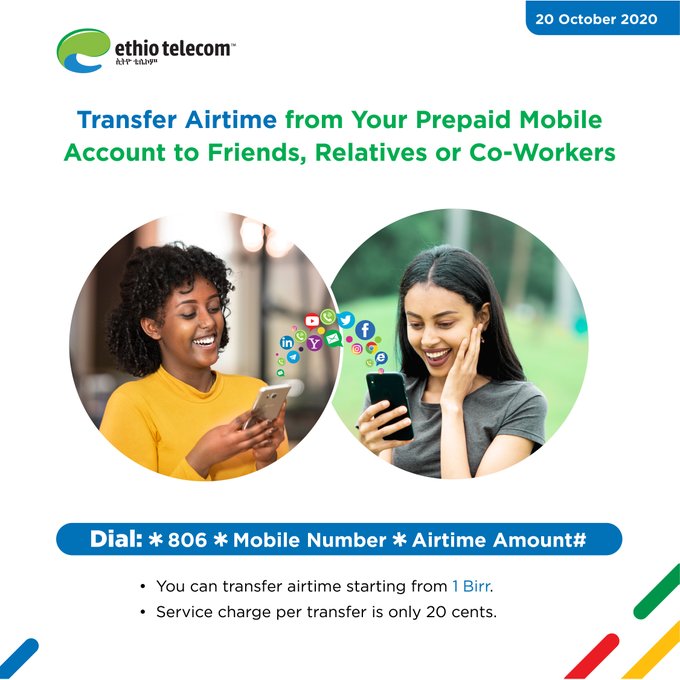 20 October 2020
ethio telecom™
ኢትዮ ቴሌኮም
Transfer Airtime from Your Prepaid Mobile
Account to Friends, Relatives or Co-Workers
Dial: *806 * Mobile Number * Airtime Amount#
• You can transfer airtime starting from 1 Birr.
• Service charge per transfer is only 20 cents.